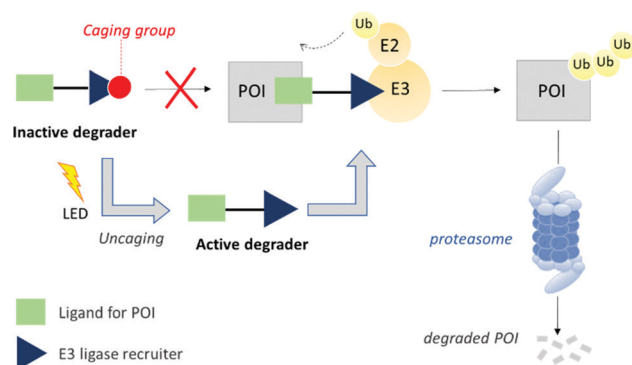 Caging group
Ub
E2
POI
E3
Ub
Ub
Ub
POI
Inactive degrader
LED
Uncaging
Active degrader
proteasome
Ligand for POI
E3 ligase recruiter
degraded POI